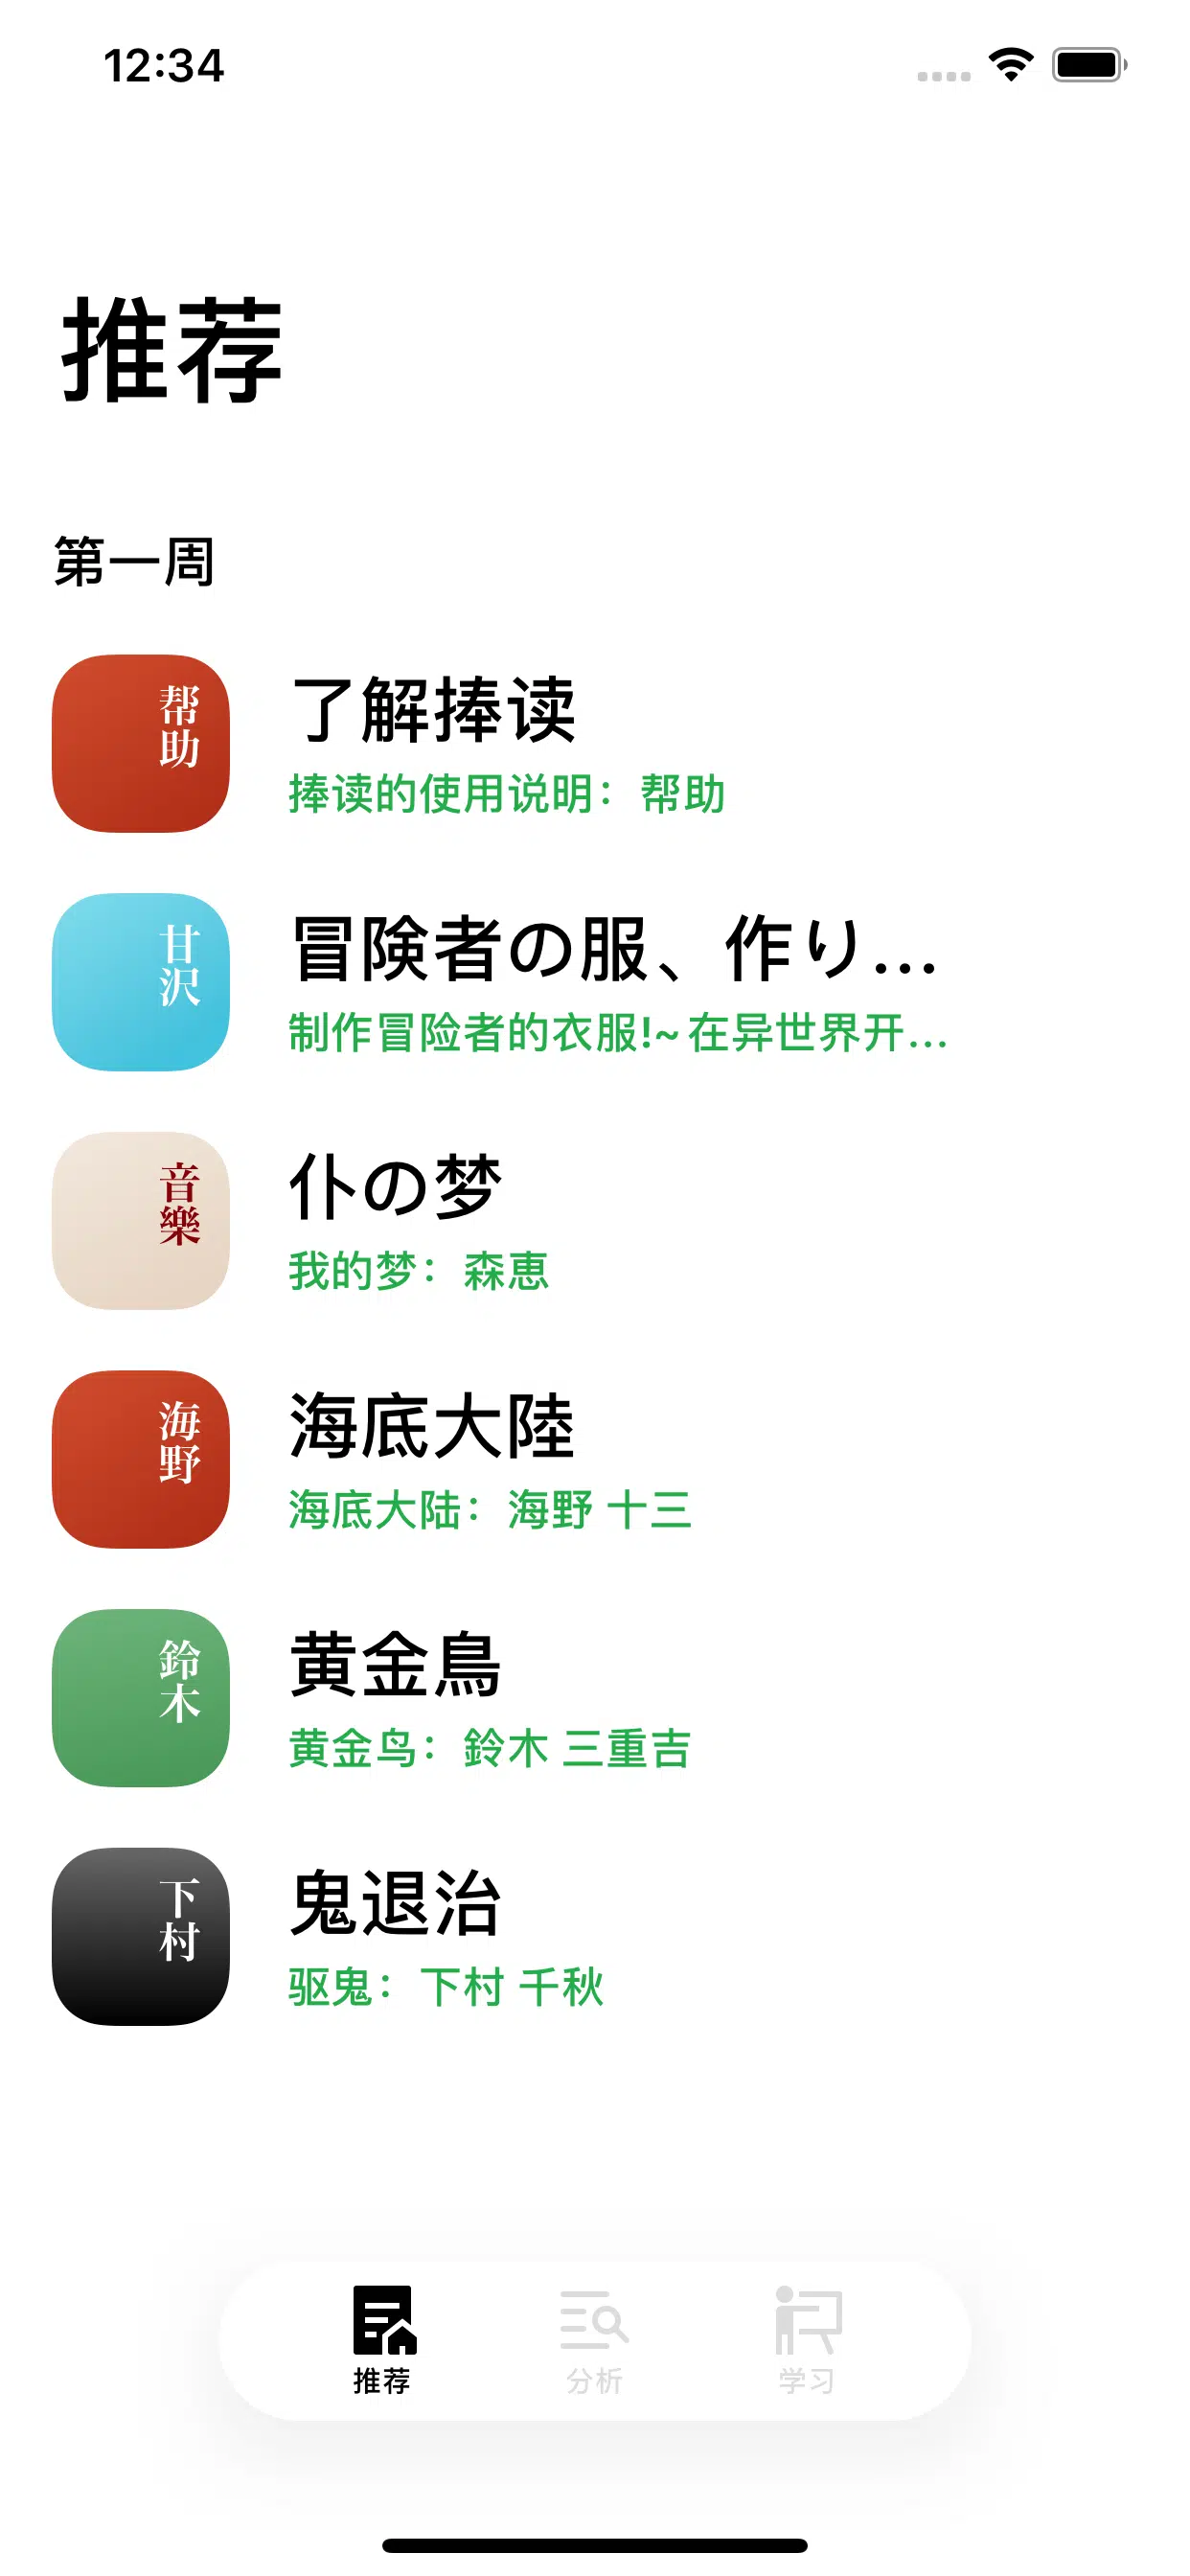 12:34
推荐
第一周
帮助
了解捧读
捧读的使用说明：帮助
甘沢
冒険者の服、作り...
制作冒险者的衣服!~在异世界开...
音樂
仆の梦
我的梦：森恵
海野
海底大陸
海底大陆：海野 十三
鈴木
黄金鳥
黄金鸟：鈴木 三重吉
下村
鬼退治
驱鬼：下村 千秋
推荐
分析
学习